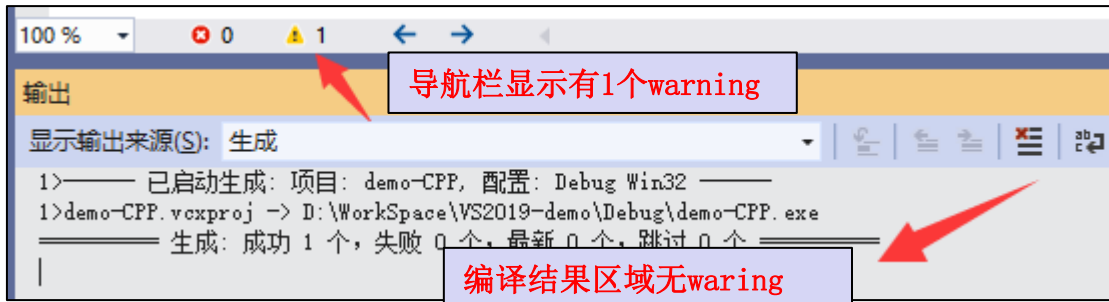 100 %
0
1
导航栏显示有1个warning
输出
显示输出来源(S): 生成
1>—— 已启动生成: 项目: demo-CPP, 配置: Debug Win32 ——
1>demo-CPP.vcxproj -> D:\WorkSpace\VS2019-demo\Debug\demo-CPP.exe
========== 生成: 成功 1 个，失败 0 个，最新 0 个，跳过 0 个 ==========
编译结果区域无waring